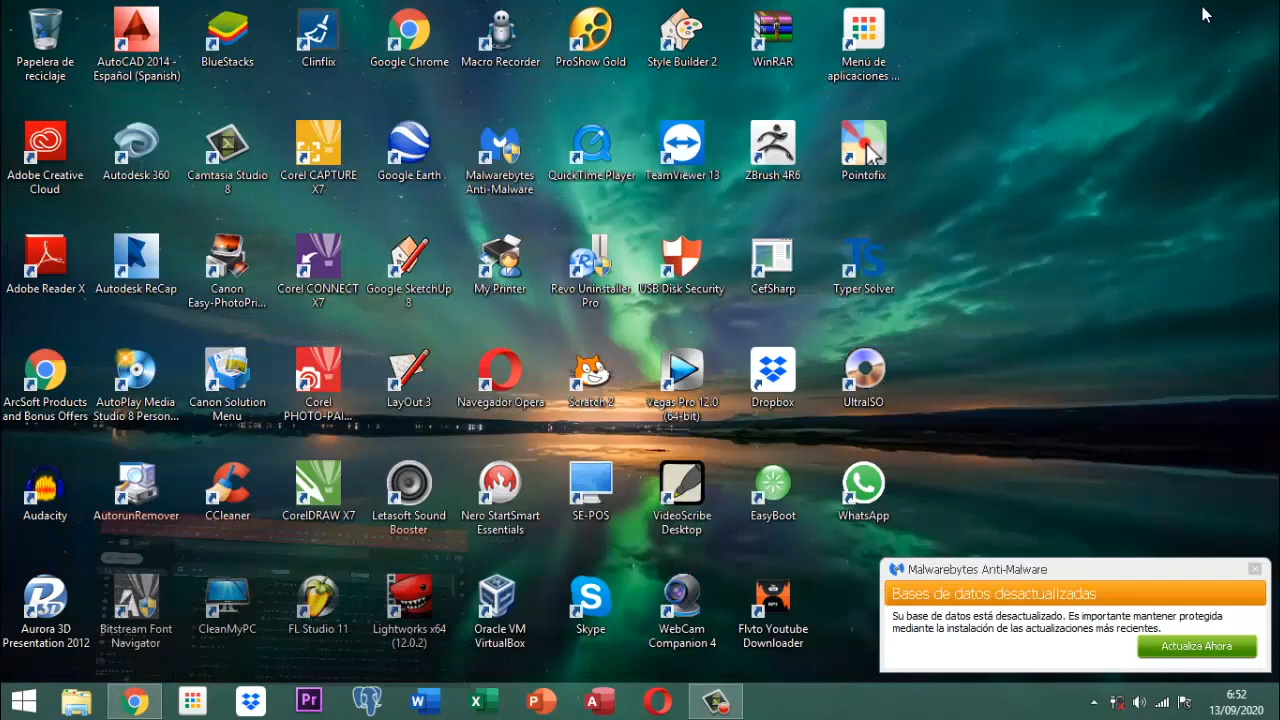 Papelera de
reciclaje
AutoCAD 2014 -
Español (Spanish)
BlueStacks
Clinflix
Google Chrome
Macro Recorder
ProShow Gold
Style Builder 2
WinRAR
Menú de
aplicaciones ...
Adobe Creative
Cloud
Autodesk 360
Camtasia Studio
8
Corel CAPTURE
X7
Google Earth
Malwarebytes
Anti-Malware
QuickTime Player
TeamViewer 13
ZBrush 4R6
Pointofix
Adobe Reader X
Autodesk ReCap
Canon
Easy-PhotoPri...
Corel CONNECT
X7
Google SketchUp
8
My Printer
Revo Uninstaller
Pro
USB Disk Security
CefSharp
Ts
Typer Solver
ArcSoft Products
and Bonus Offers
AutoPlay Media
Studio 8 Person...
Canon Solution
Menu
Corel
PHOTO-PAI...
LayOut 3
Navegador Opera
Scratch 2
Vegas Pro 12.0
(64-bit)
Dropbox
UltraISO
Audacity
AutorunRemover
CCleaner
CorelDRAW X7
Letasoft Sound
Booster
Nero StartSmart
Essentials
SE-POS
VideoScribe
Desktop
EasyBoot
WhatsApp
Aurora 3D
Presentation 2012
Bitstream Font
Navigator
CleanMyPC
FL Studio 11
Lightworks x64
(12.0.2)
Oracle VM
VirtualBox
Skype
WebCam
Companion 4
Flvto Youtube
Downloader
Malwarebytes Anti-Malware
Bases de datos desactualizadas
Su base de datos está desactualizado. Es importante mantener protegida
mediante la instalación de las actualizaciones más recientes.
Actualiza Ahora
Pr
6:52
13/09/2020